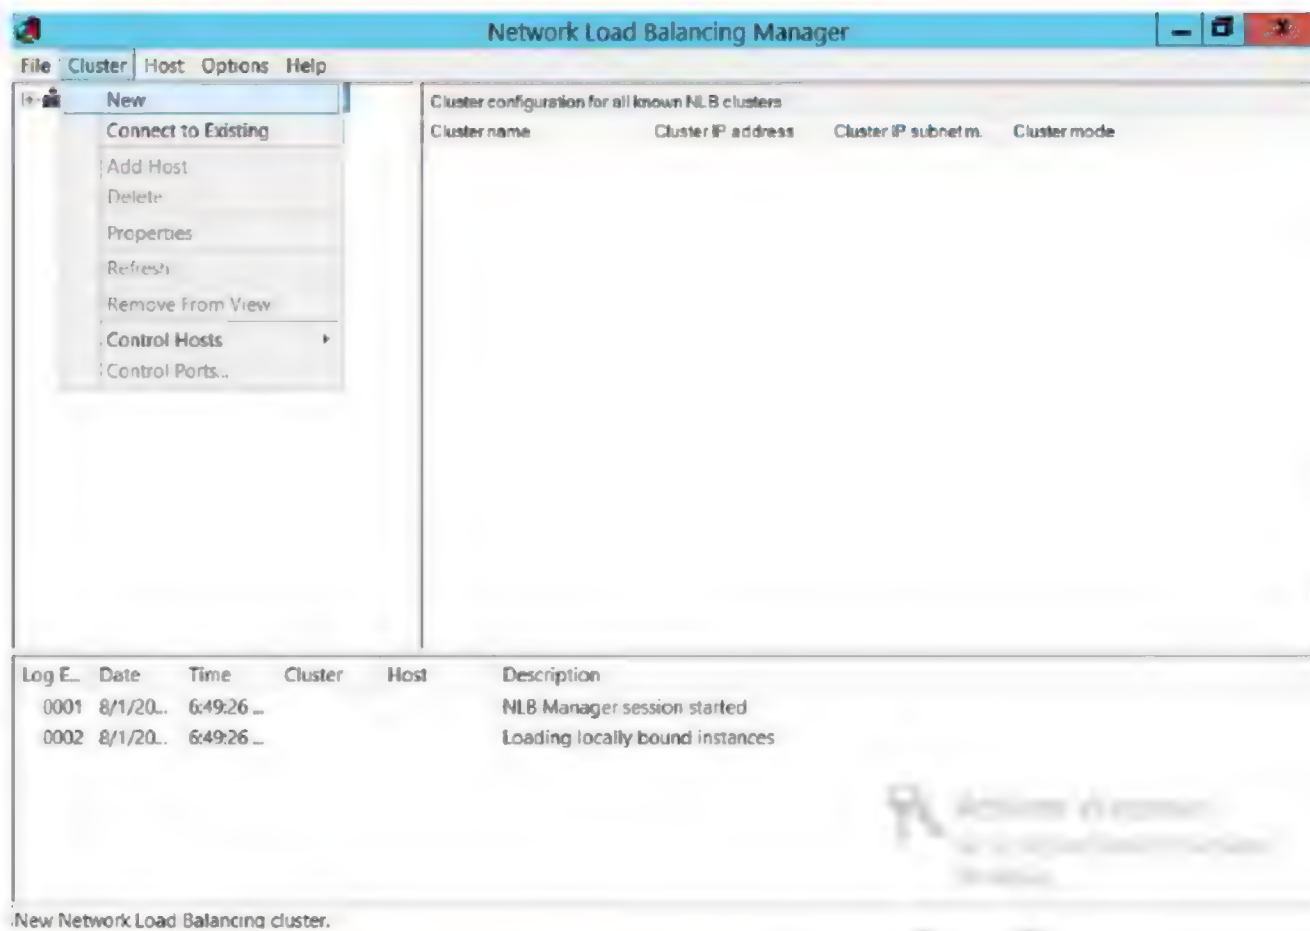 Network Load Balancing Manager
File Cluster Host Options Help
New
Connect to Existing
Add Host
Delete
Properties
Refresh
Remove From View
Control Hosts
Control Ports...
Cluster configuration for all known NLB clusters
Cluster name Cluster IP address Cluster IP subnet m. Cluster mode
Log E... Date Time Cluster Host Description
0001 8/1/20... 6:49:26 ... NLB Manager session started
0002 8/1/20... 6:49:26 ... Loading locally bound instances
New Network Load Balancing cluster.